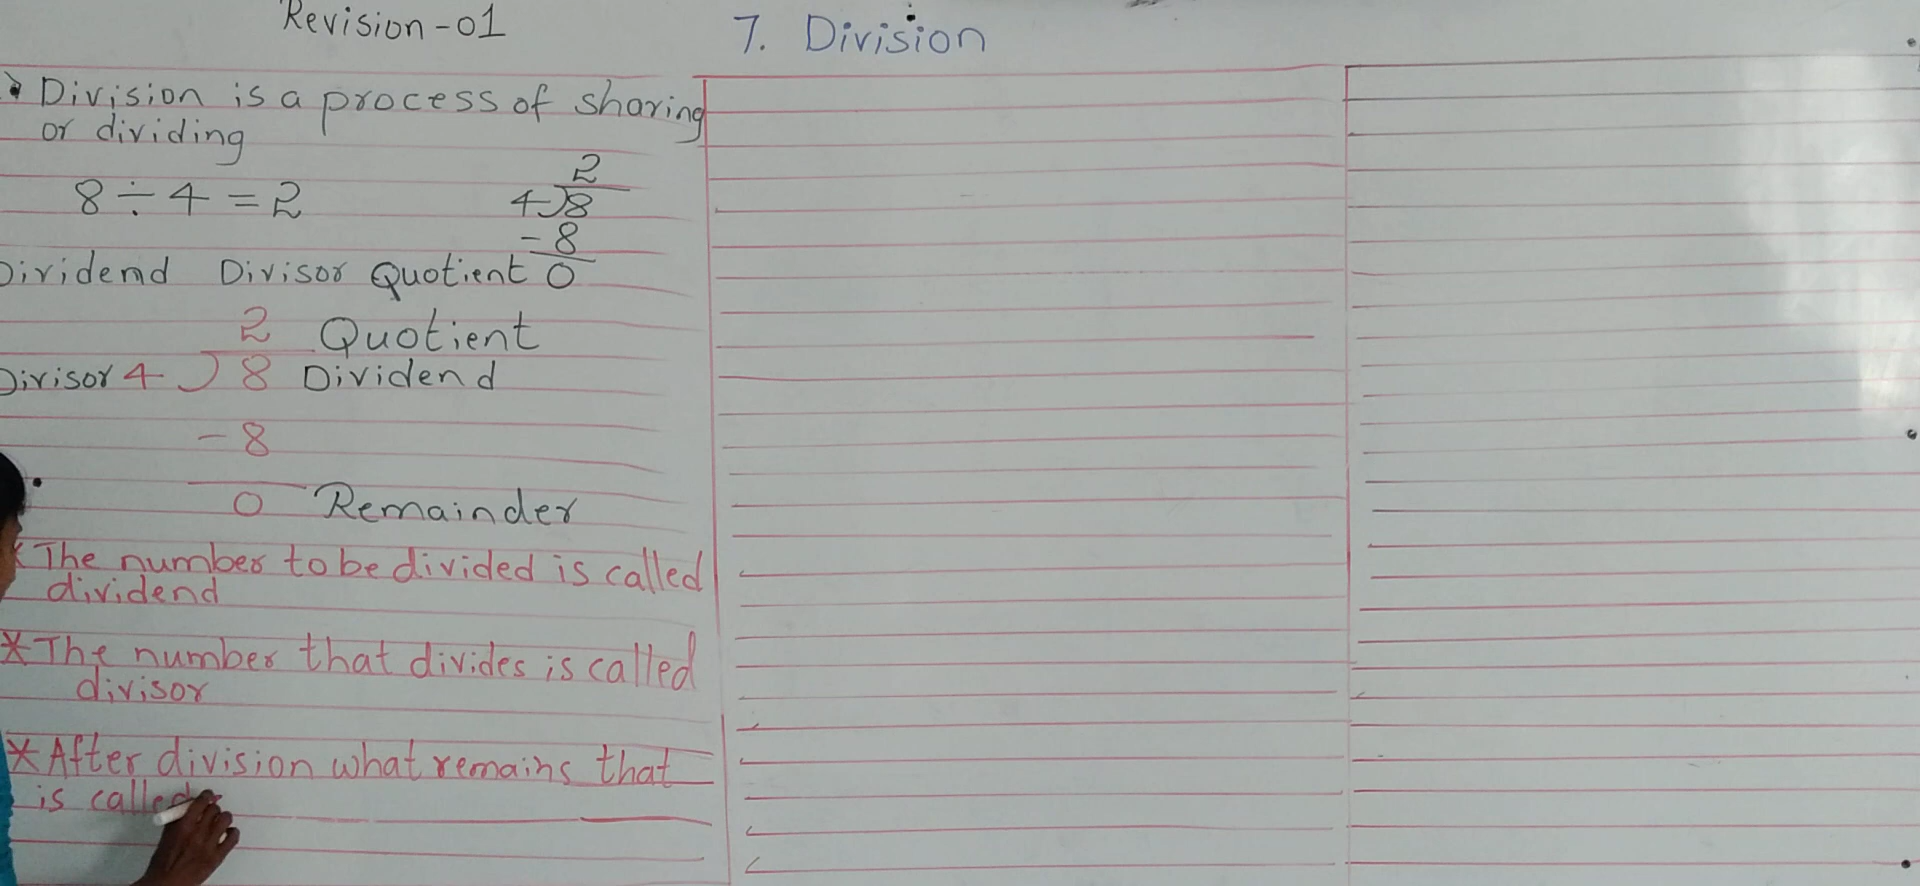 Revision-01
7. Division
Division is a process of sharing
or dividing
8 ÷ 4 = 2
2
4)8
-8
0
Dividend Divisor Quotient
2 Quotient
Divisor 4)8 Dividend
-8
0 Remainder
* The number to be divided is called
dividend
* The number that divides is called
divisor
* After division what remains that
is called